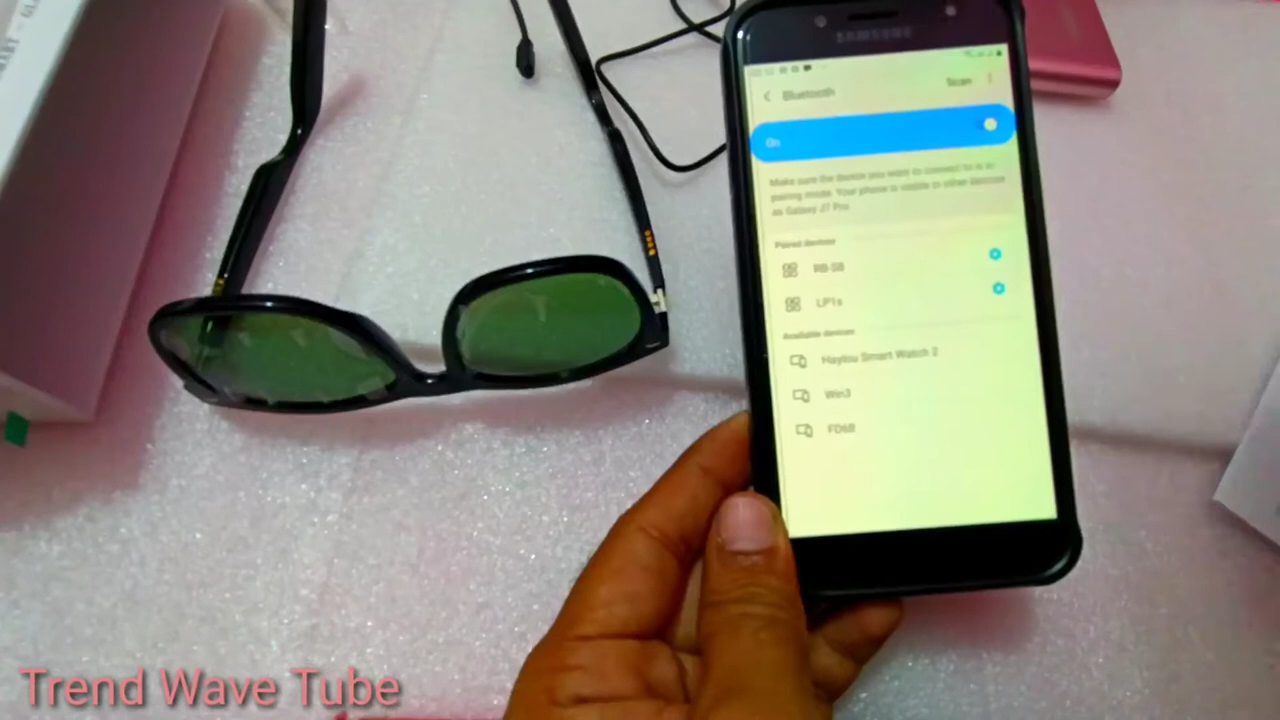 SAMSUNG
Bluetooth
Scan
On
Make sure the device you want to connect to is in
pairing mode. Your phone is visible to other devices
as Galaxy J7 Pro.
Paired devices
RB-SB
LP1s
Available devices
Haylou Smart Watch 2
Win3
FD6B
Trend Wave Tube